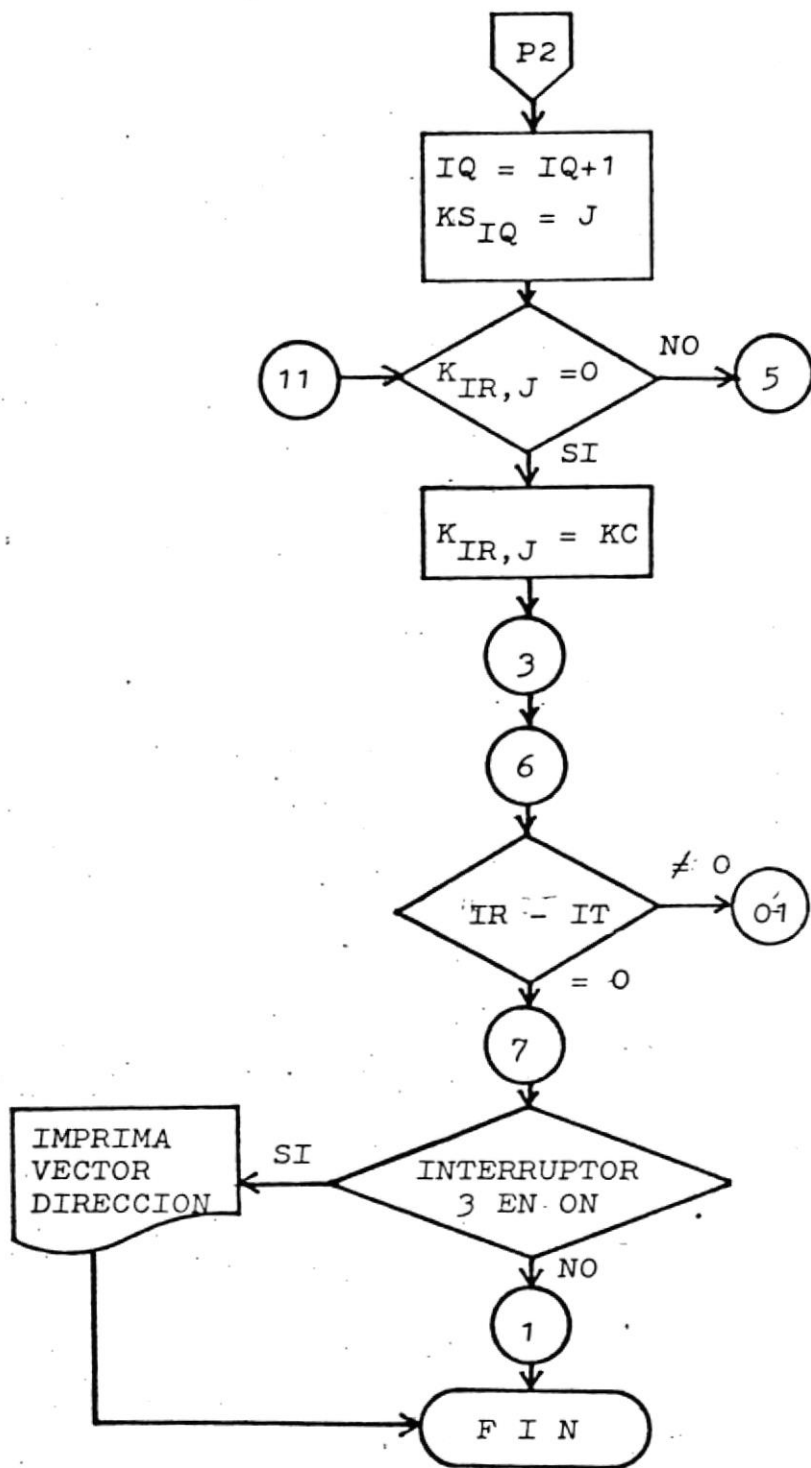 P2
IQ = IQ+1
KS_IQ = J
11
K_IR,J =0
NO
5
SI
K_IR,J = KC
3
6
IR - IT
≠ 0
01
= 0
7
IMPRIMA
VECTOR
DIRECCION
SI
INTERRUPTOR
3 EN ON
NO
1
F I N